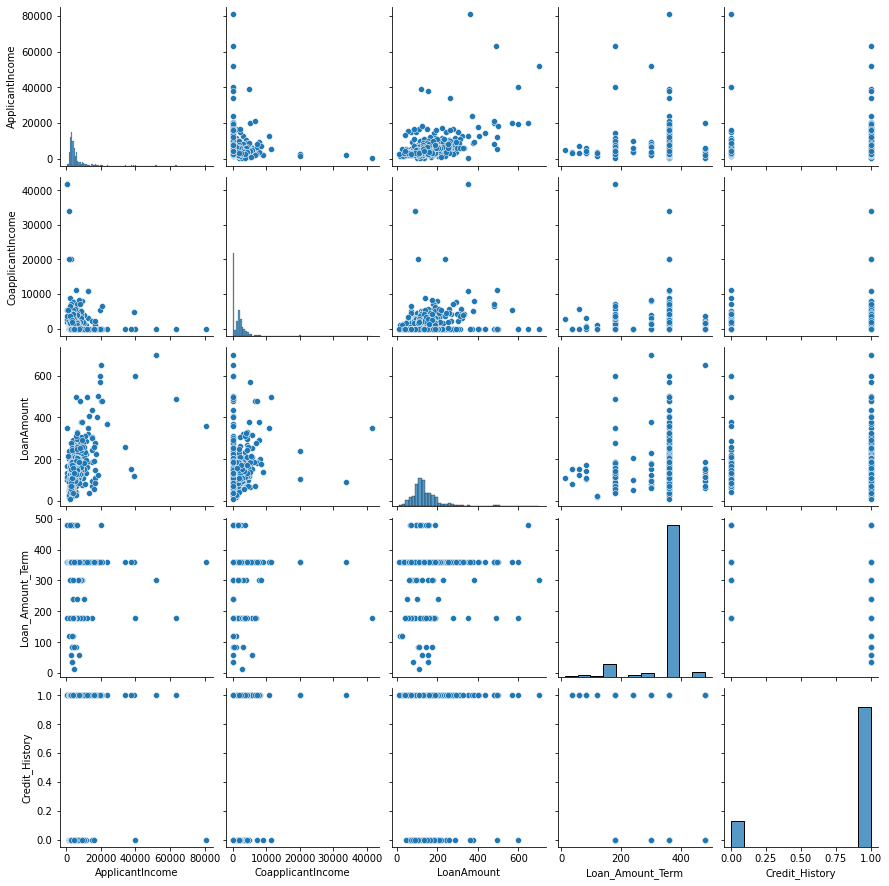 ApplicantIncome
80000
60000
40000
20000
0
CoapplicantIncome
40000
30000
20000
10000
0
LoanAmount
600
400
200
0
Loan_Amount_Term
500
400
300
200
100
0
Credit_History
1.0
0.8
0.6
0.4
0.2
0.0
0 20000 40000 60000 80000
ApplicantIncome
0 10000 20000 30000 40000
CoapplicantIncome
0 200 400 600
LoanAmount
0 200 400
Loan_Amount_Term
0.00 0.25 0.50 0.75 1.00
Credit_History